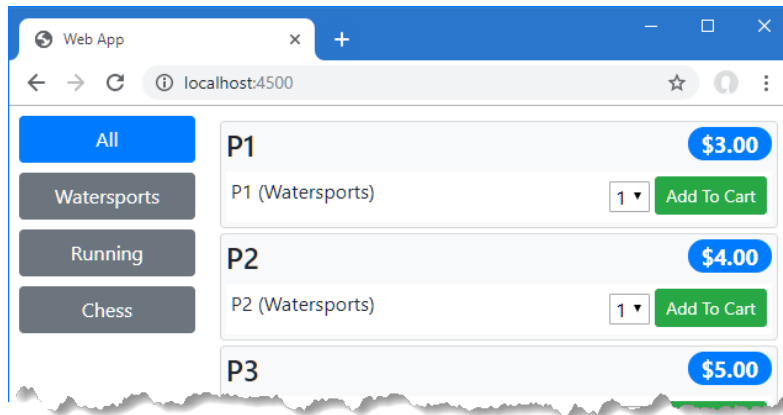 Web App
localhost:4500
All
Watersports
Running
Chess
P1 $3.00
P1 (Watersports) 1 Add To Cart
P2 $4.00
P2 (Watersports) 1 Add To Cart
P3 $5.00